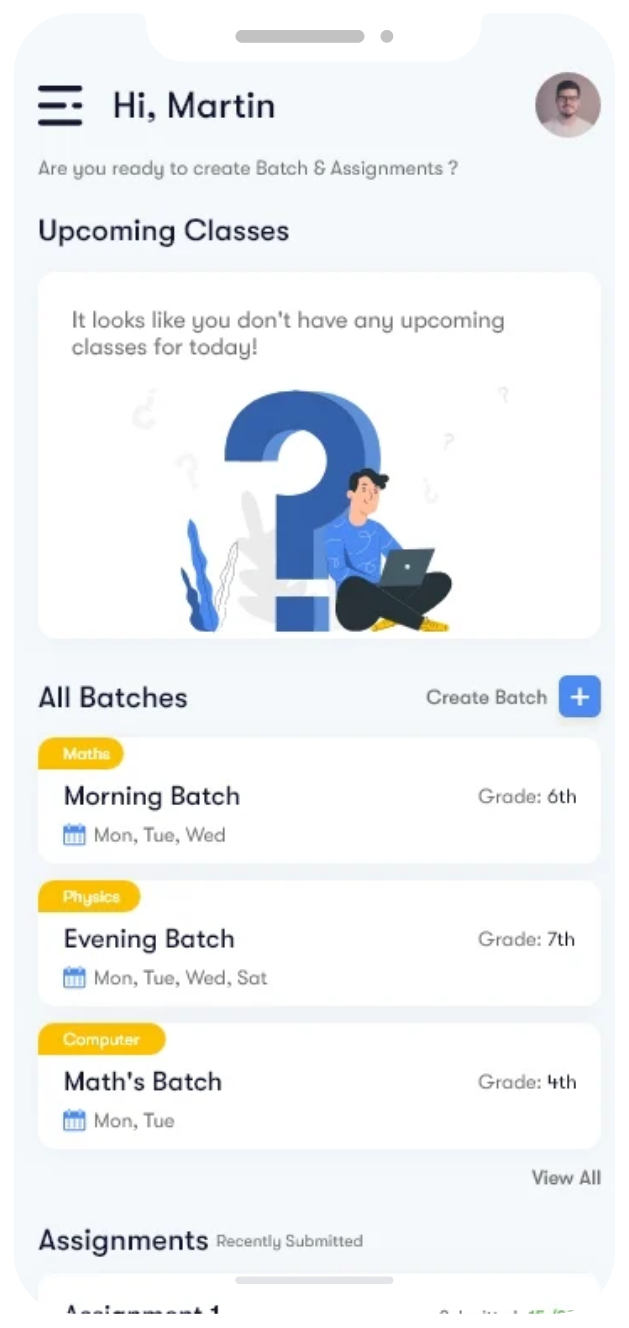 Hi, Martin
Are you ready to create Batch & Assignments ?
Upcoming Classes
It looks like you don't have any upcoming
classes for today!
All Batches
Create Batch
Maths
Morning Batch
Grade: 6th
Mon, Tue, Wed
Physics
Evening Batch
Grade: 7th
Mon, Tue, Wed, Sat
Computer
Math's Batch
Grade: 4th
Mon, Tue
View All
Assignments Recently Submitted
Assignment 1